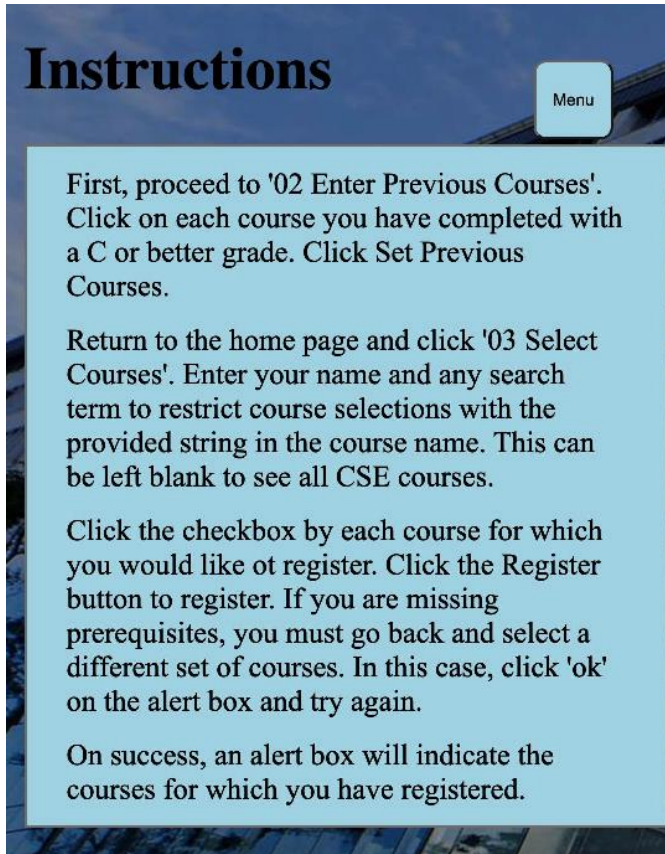 Instructions
Menu
First, proceed to '02 Enter Previous Courses'.
Click on each course you have completed with
a C or better grade. Click Set Previous
Courses.
Return to the home page and click '03 Select
Courses'. Enter your name and any search
term to restrict course selections with the
provided string in the course name. This can
be left blank to see all CSE courses.
Click the checkbox by each course for which
you would like ot register. Click the Register
button to register. If you are missing
prerequisites, you must go back and select a
different set of courses. In this case, click 'ok'
on the alert box and try again.
On success, an alert box will indicate the
courses for which you have registered.